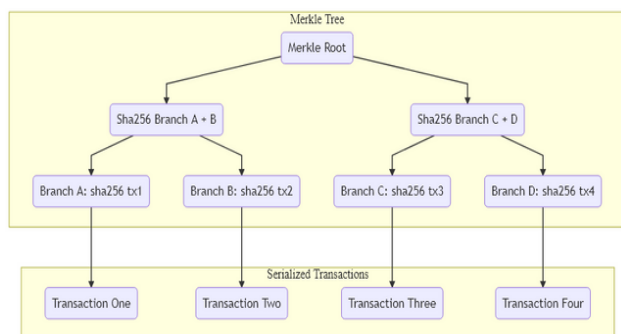 Merkle Tree
Merkle Root
Sha256 Branch A + B
Sha256 Branch C + D
Branch A: sha256 tx1
Branch B: sha256 tx2
Branch C: sha256 tx3
Branch D: sha256 tx4
Serialized Transactions
Transaction One
Transaction Two
Transaction Three
Transaction Four